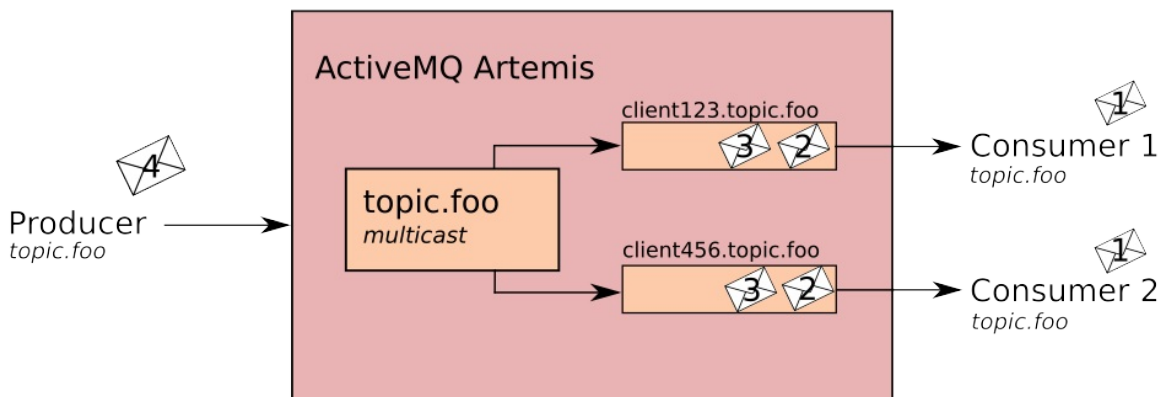 ActiveMQ Artemis
4
Producer
topic.foo
topic.foo
multicast
client123.topic.foo
3 2
client456.topic.foo
3 2
1
Consumer 1
topic.foo
1
Consumer 2
topic.foo